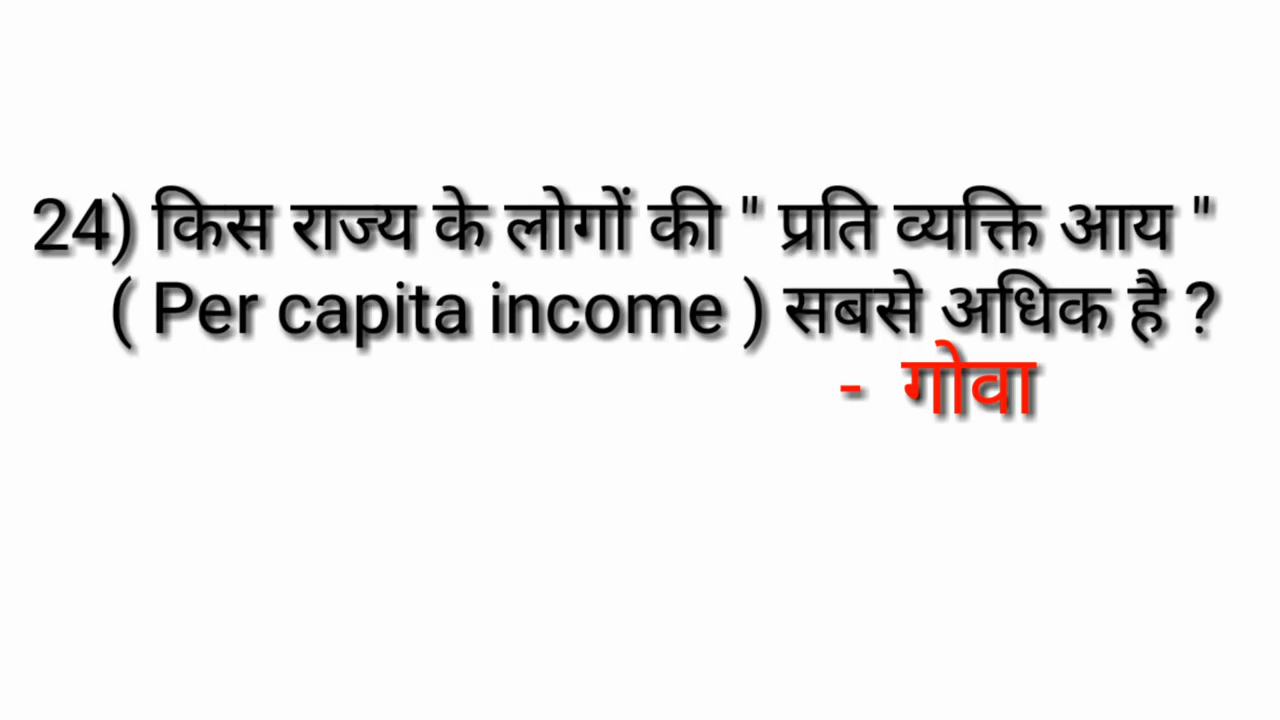 24) किस राज्य के लोगों की " प्रति व्यक्ति आय "
( Per capita income ) सबसे अधिक है ?
- गोवा